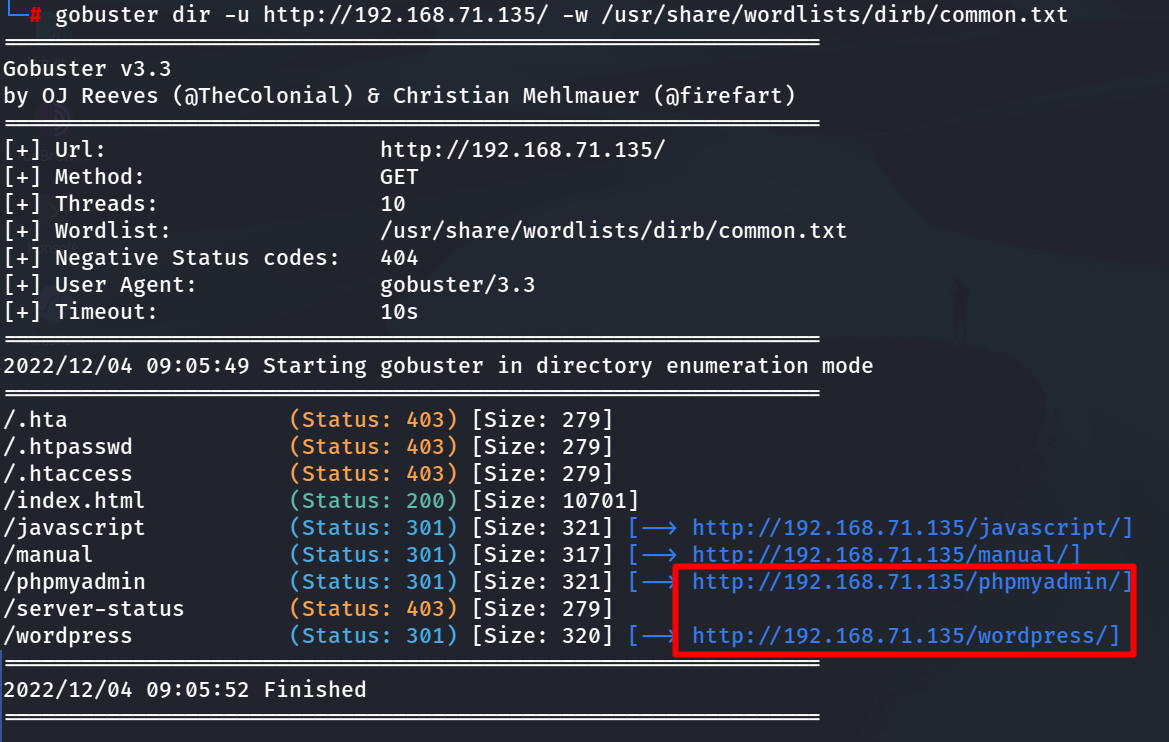 └─# gobuster dir -u http://192.168.71.135/ -w /usr/share/wordlists/dirb/common.txt
===============================================================
Gobuster v3.3
by OJ Reeves (@TheColonial) & Christian Mehlmauer (@firefart)
===============================================================
[+] Url:                     http://192.168.71.135/
[+] Method:                  GET
[+] Threads:                 10
[+] Wordlist:                /usr/share/wordlists/dirb/common.txt
[+] Negative Status codes:   404
[+] User Agent:              gobuster/3.3
[+] Timeout:                 10s
===============================================================
2022/12/04 09:05:49 Starting gobuster in directory enumeration mode
===============================================================
/.hta                 (Status: 403) [Size: 279]
/.htpasswd            (Status: 403) [Size: 279]
/.htaccess            (Status: 403) [Size: 279]
/index.html           (Status: 200) [Size: 10701]
/javascript           (Status: 301) [Size: 321] [--> http://192.168.71.135/javascript/]
/manual               (Status: 301) [Size: 317] [--> http://192.168.71.135/manual/]
/phpmyadmin           (Status: 301) [Size: 321] [--> http://192.168.71.135/phpmyadmin/]
/server-status        (Status: 403) [Size: 279]
/wordpress            (Status: 301) [Size: 320] [--> http://192.168.71.135/wordpress/]
===============================================================
2022/12/04 09:05:52 Finished
===============================================================